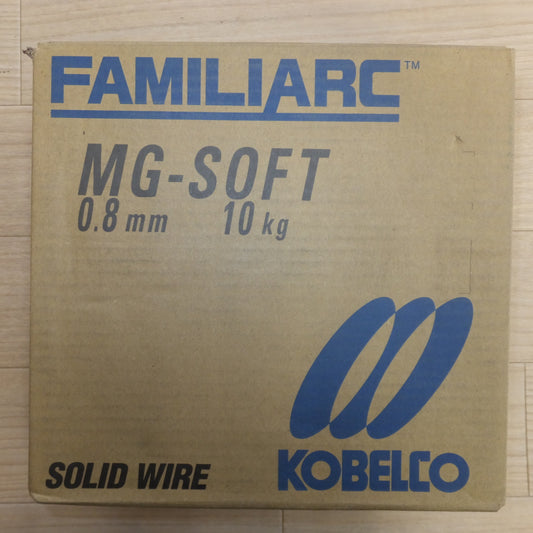 FAMILIARC™
MG-SOFT
0.8 mm 10 kg
SOLID WIRE
KOBELCO